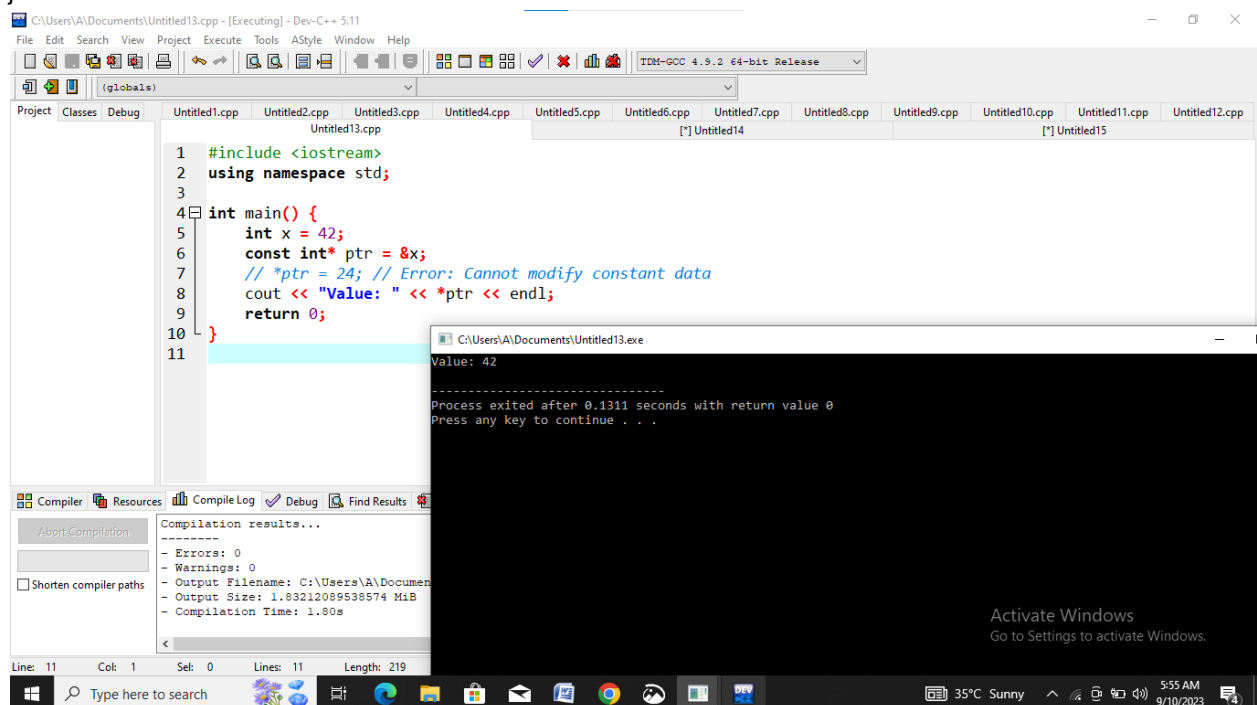 C:\Users\A\Documents\Untitled13.cpp - [Executing] - Dev-C++ 5.11
File Edit Search View Project Execute Tools AStyle Window Help
TDM-GCC 4.9.2 64-bit Release
(globals)
Project Classes Debug
Untitled1.cpp Untitled2.cpp Untitled3.cpp Untitled4.cpp Untitled5.cpp Untitled6.cpp Untitled7.cpp Untitled8.cpp Untitled9.cpp Untitled10.cpp Untitled11.cpp Untitled12.cpp
Untitled13.cpp [*] Untitled14 [*] Untitled15
1 #include <iostream>
2 using namespace std;
3
4 int main() {
5 int x = 42;
6 const int* ptr = &x;
7 // *ptr = 24; // Error: Cannot modify constant data
8 cout << "Value: " << *ptr << endl;
9 return 0;
10 }
11
C:\Users\A\Documents\Untitled13.exe
Value: 42
--------------------------------
Process exited after 0.1311 seconds with return value 0
Press any key to continue . . .
Compiler Resources Compile Log Debug Find Results
Abort Compilation
Shorten compiler paths
Compilation results...
--------
- Errors: 0
- Warnings: 0
- Output Filename: C:\Users\A\Documen
- Output Size: 1.83212089538574 MiB
- Compilation Time: 1.80s
Activate Windows
Go to Settings to activate Windows.
Line: 11 Col: 1 Sel: 0 Lines: 11 Length: 219
Type here to search
DEV
35°C Sunny
5:55 AM
9/10/2023
4